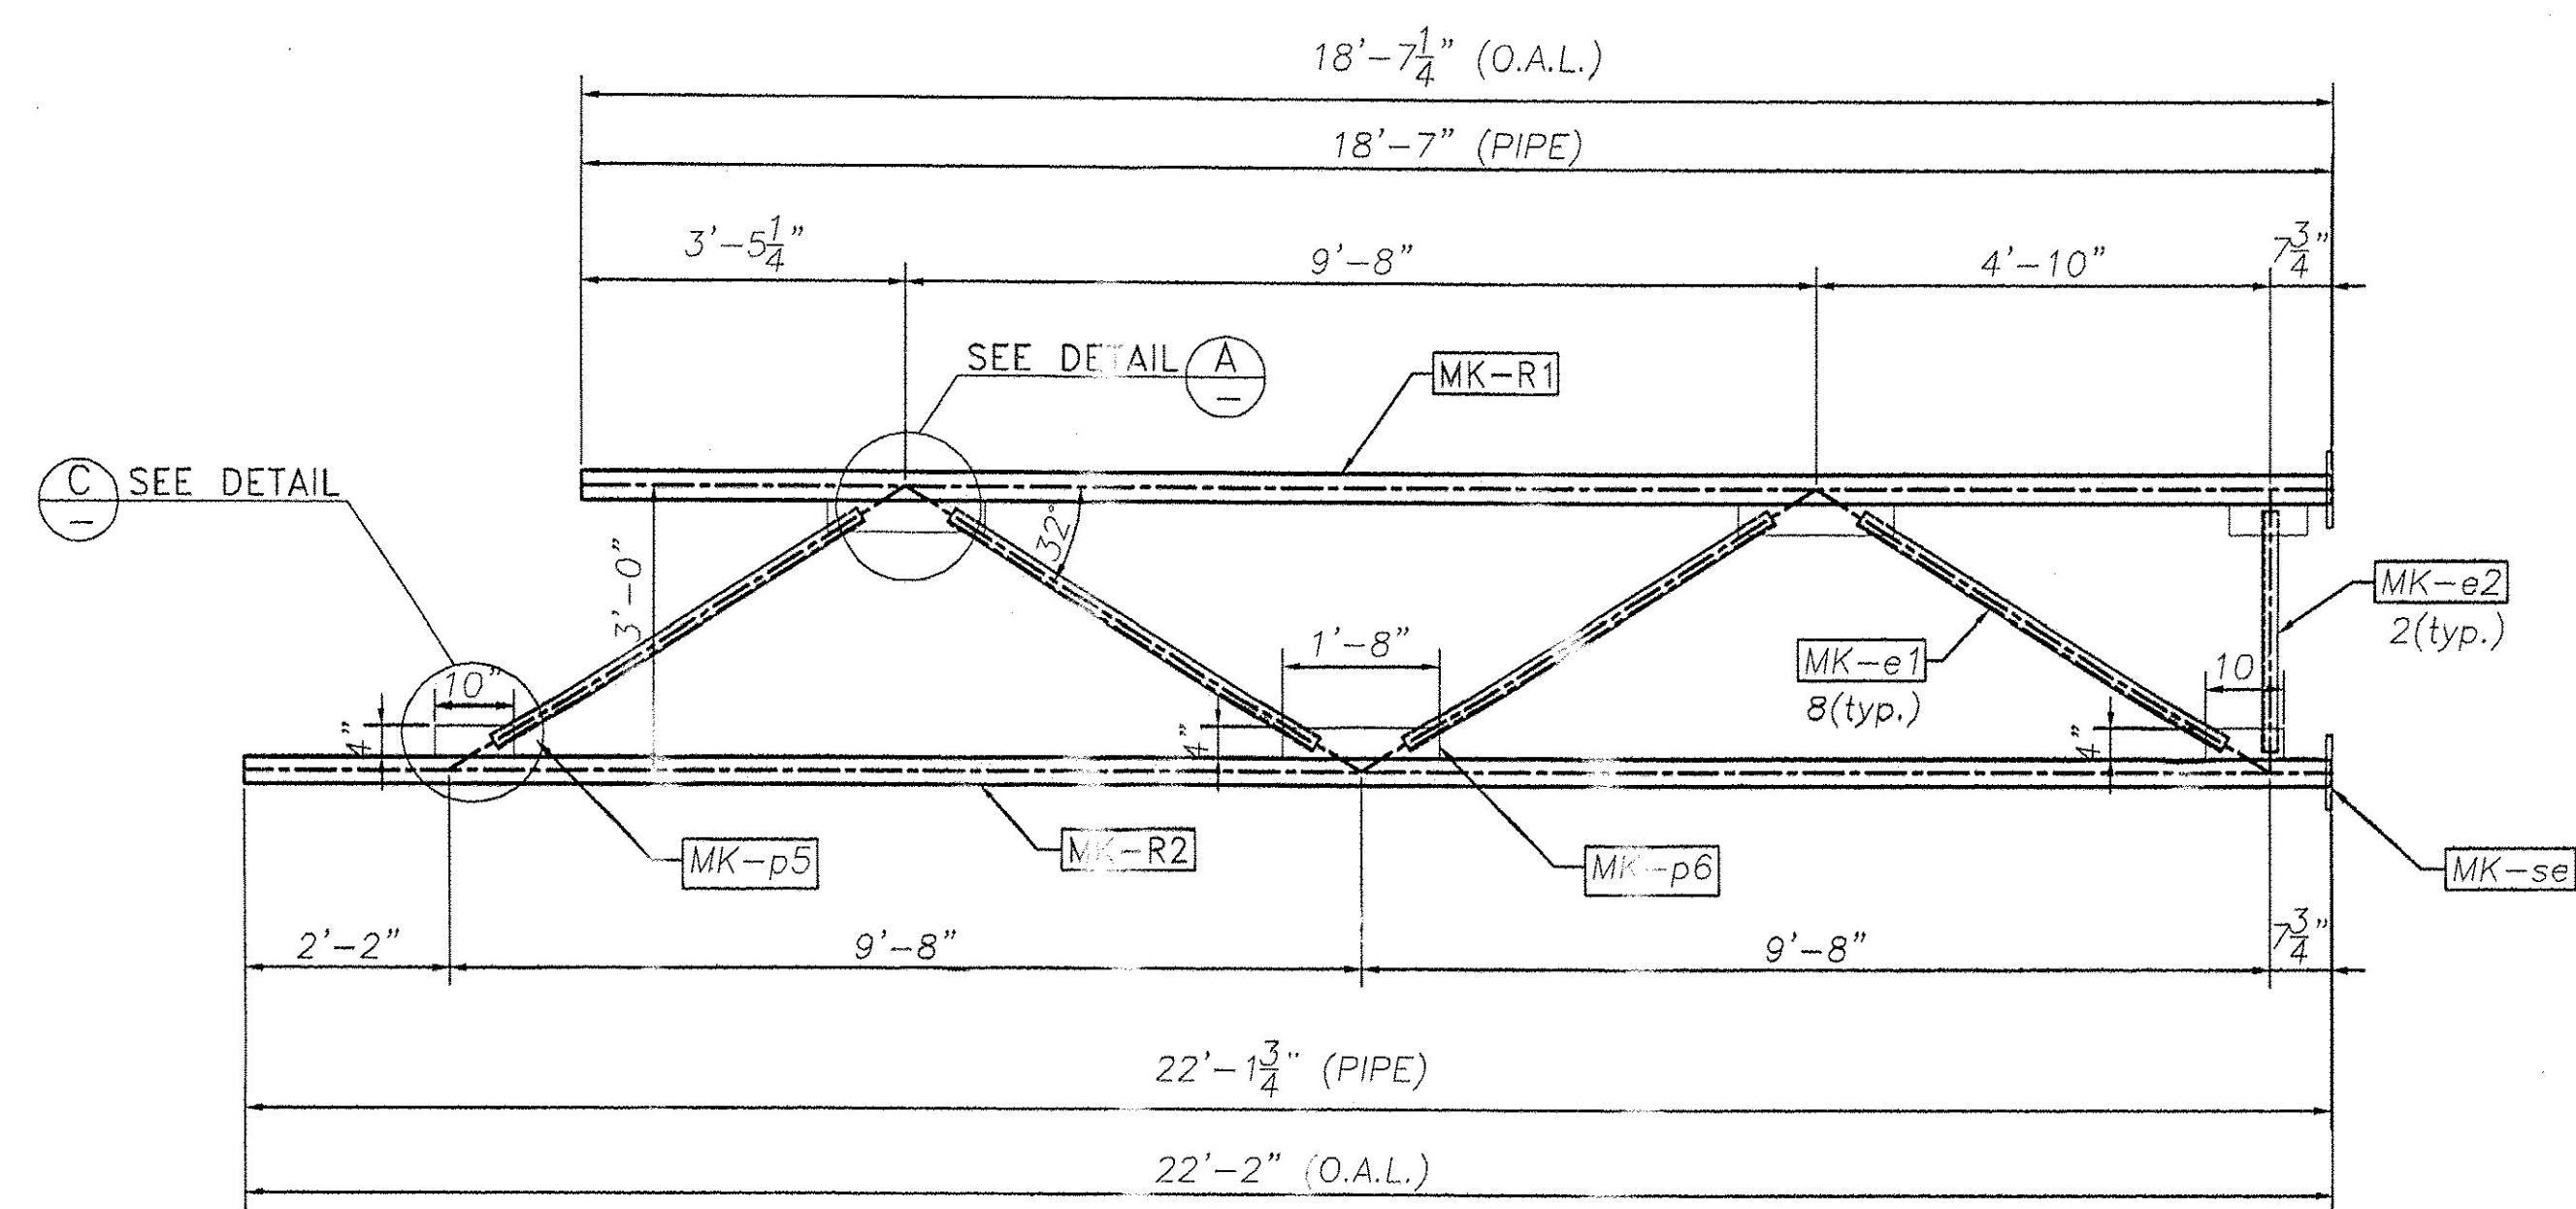 18'-7 1/4" (O.A.L.)
18'-7" (PIPE)
3'-5 1/4"
9'-8"
4'-10"
7 3/4"
SEE DETAIL A
–
MK-R1
C SEE DETAIL
–
3'-0"
32°
MK-e2
2(typ.)
1'-8"
MK-e1
8(typ.)
10"
10
4"
4"
4"
MK-p5
MK-R2
MK-p6
MK-se
2'-2"
9'-8"
9'-8"
7 3/4"
22'-1 3/4" (PIPE)
22'-2" (O.A.L.)